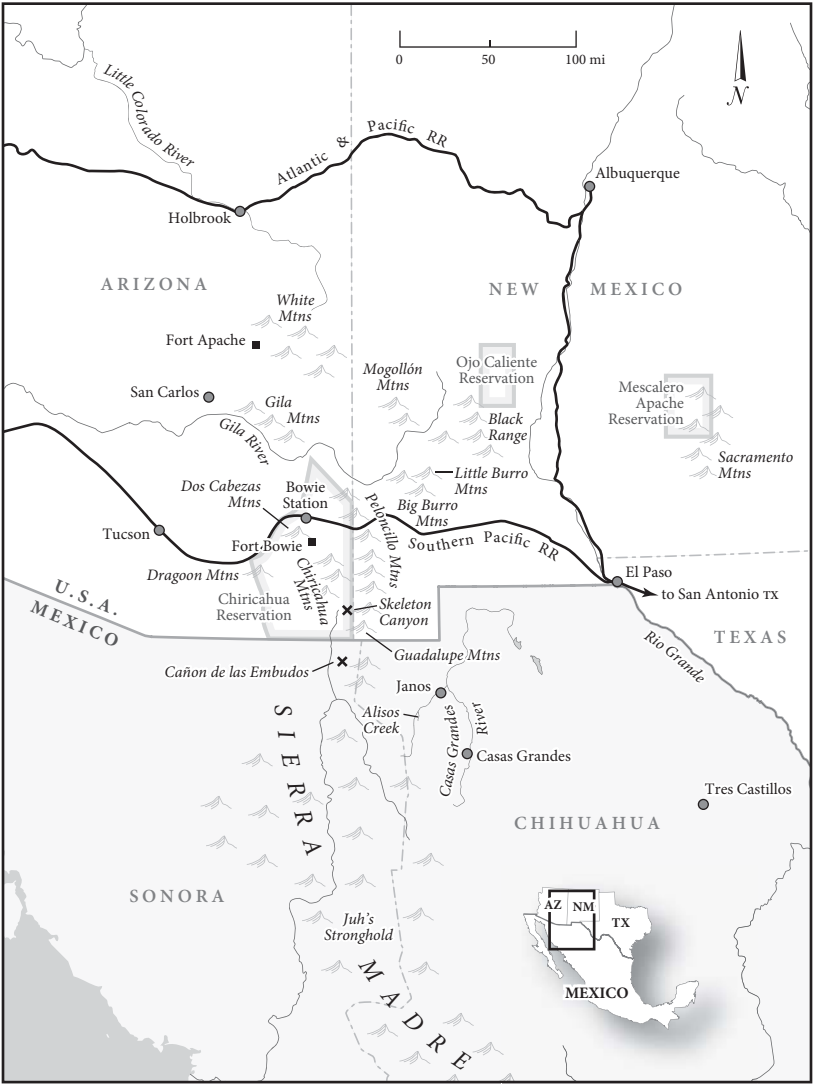 0 50 100 mi
N
Little Colorado River
Atlantic & Pacific RR
Albuquerque
Holbrook
ARIZONA
NEW MEXICO
White
Mtns
Fort Apache
Mogollón
Mtns
Ojo Caliente
Reservation
San Carlos
Mescalero
Apache
Reservation
Gila
Mtns
Gila River
Black
Range
Sacramento
Mtns
Little Burro
Mtns
Dos Cabezas
Mtns
Bowie
Station
Big Burro
Mtns
Peloncillo Mtns
Tucson
Fort Bowie
Southern Pacific RR
Dragoon Mtns
Chiricahua
Mtns
El Paso
to San Antonio TX
U.S.A.
MEXICO
Chiricahua
Reservation
Skeleton
Canyon
TEXAS
Rio Grande
Guadalupe Mtns
Cañon de las Embudos
Janos
Alisos
Creek
Casas Grandes River
Casas Grandes
Tres Castillos
CHIHUAHUA
SIERRA
SONORA
Juh's
Stronghold
MADRE
AZ NM
TX
MEXICO